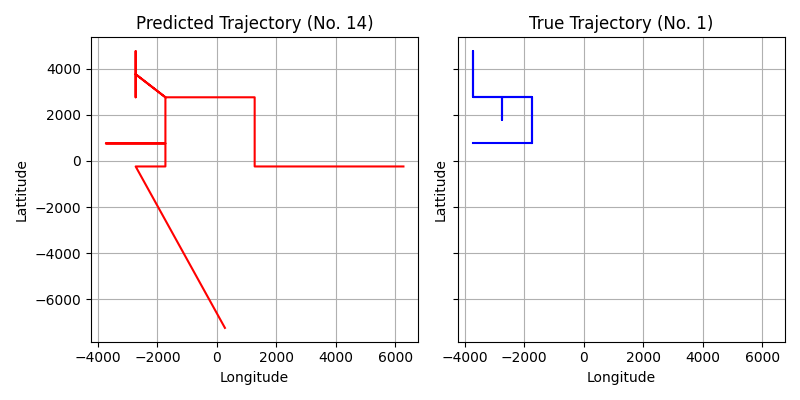 Predicted Trajectory (No. 14)
True Trajectory (No. 1)
Lattitude
4000
2000
0
−2000
−4000
−6000
−4000 −2000 0 2000 4000 6000
Longitude
Lattitude
−4000 −2000 0 2000 4000 6000
Longitude